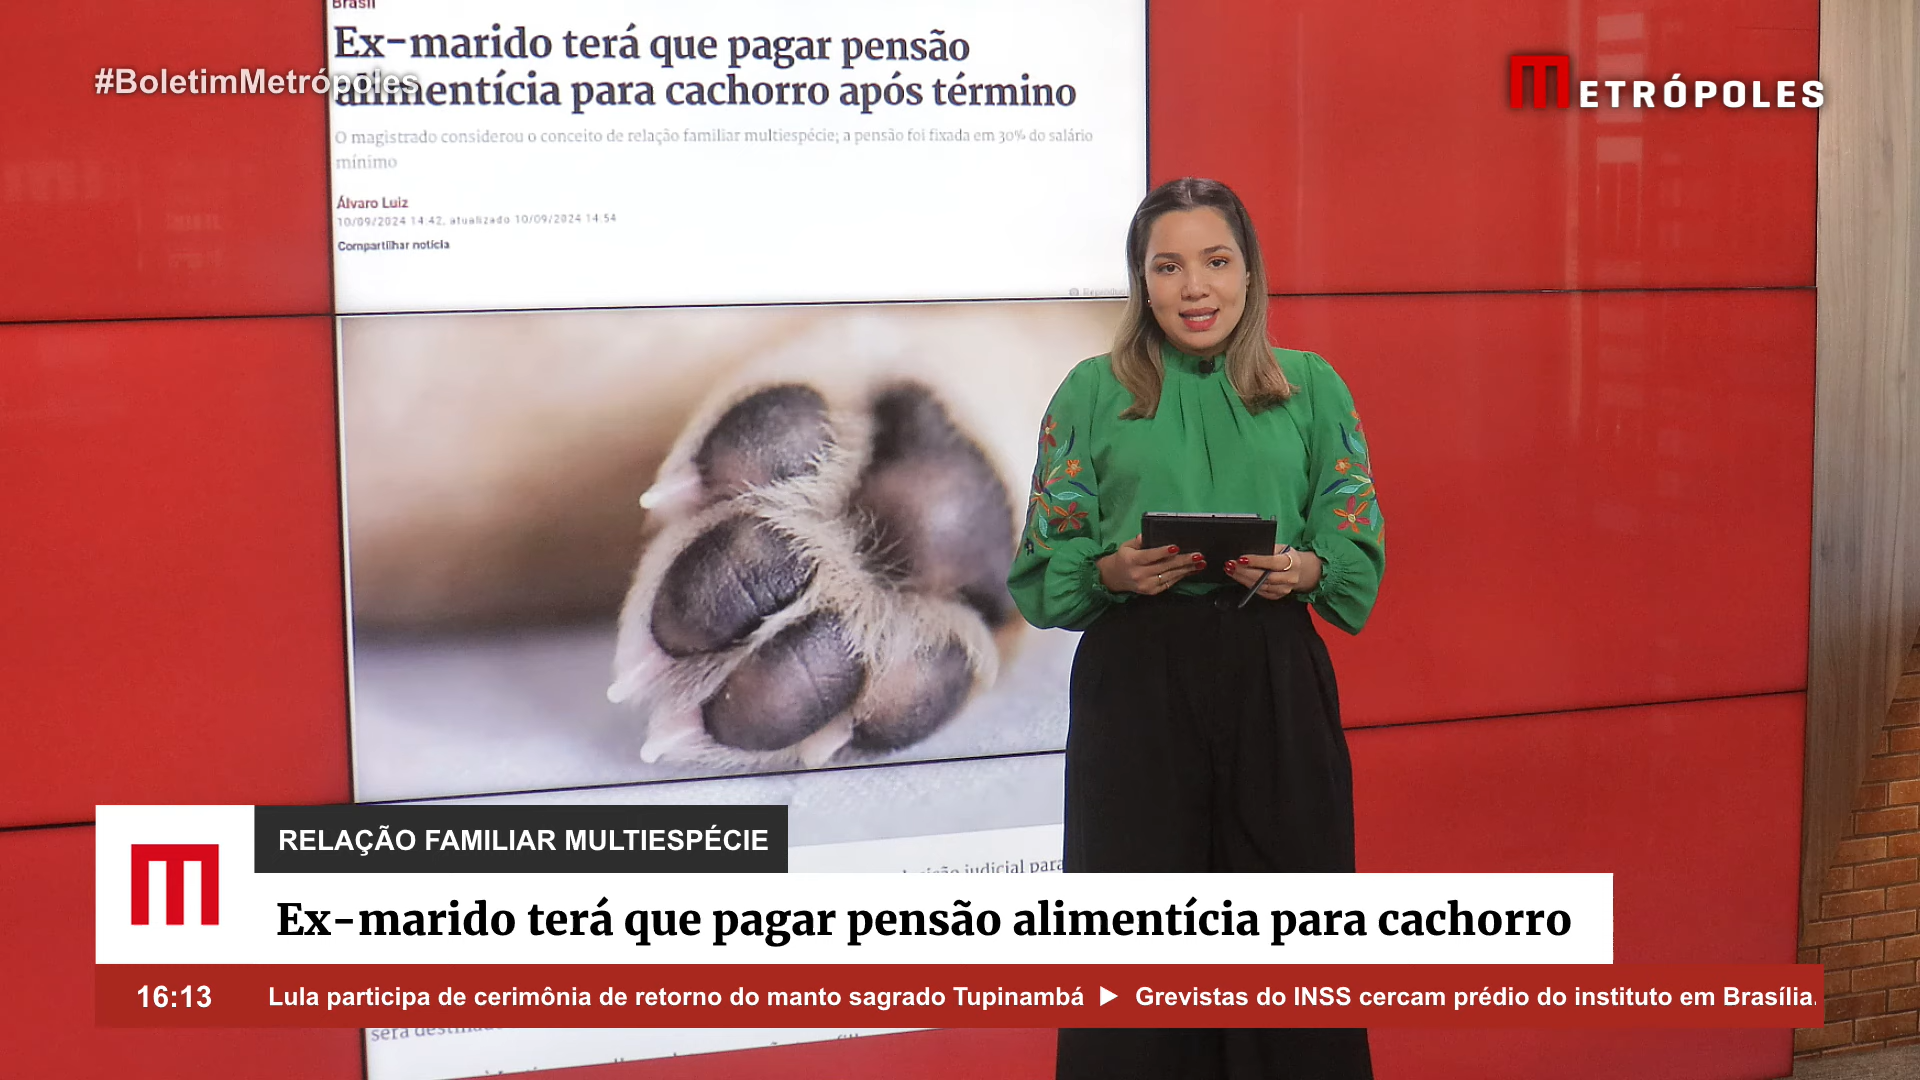 Brasil
Ex-marido terá que pagar pensão
alimentícia para cachorro após término
#BoletimMetrópoles
METRÓPOLES
O magistrado considerou o conceito de relação familiar multiespécie; a pensão foi fixada em 30% do salário
mínimo
Álvaro Luiz
10/09/2024 14:42, atualizado 10/09/2024 14:54
Compartilhar notícia
judicial para
RELAÇÃO FAMILIAR MULTIESPÉCIE
Ex-marido terá que pagar pensão alimentícia para cachorro
16:13
Lula participa de cerimônia de retorno do manto sagrado Tupinambá ▶ Grevistas do INSS cercam prédio do instituto em Brasília.
será